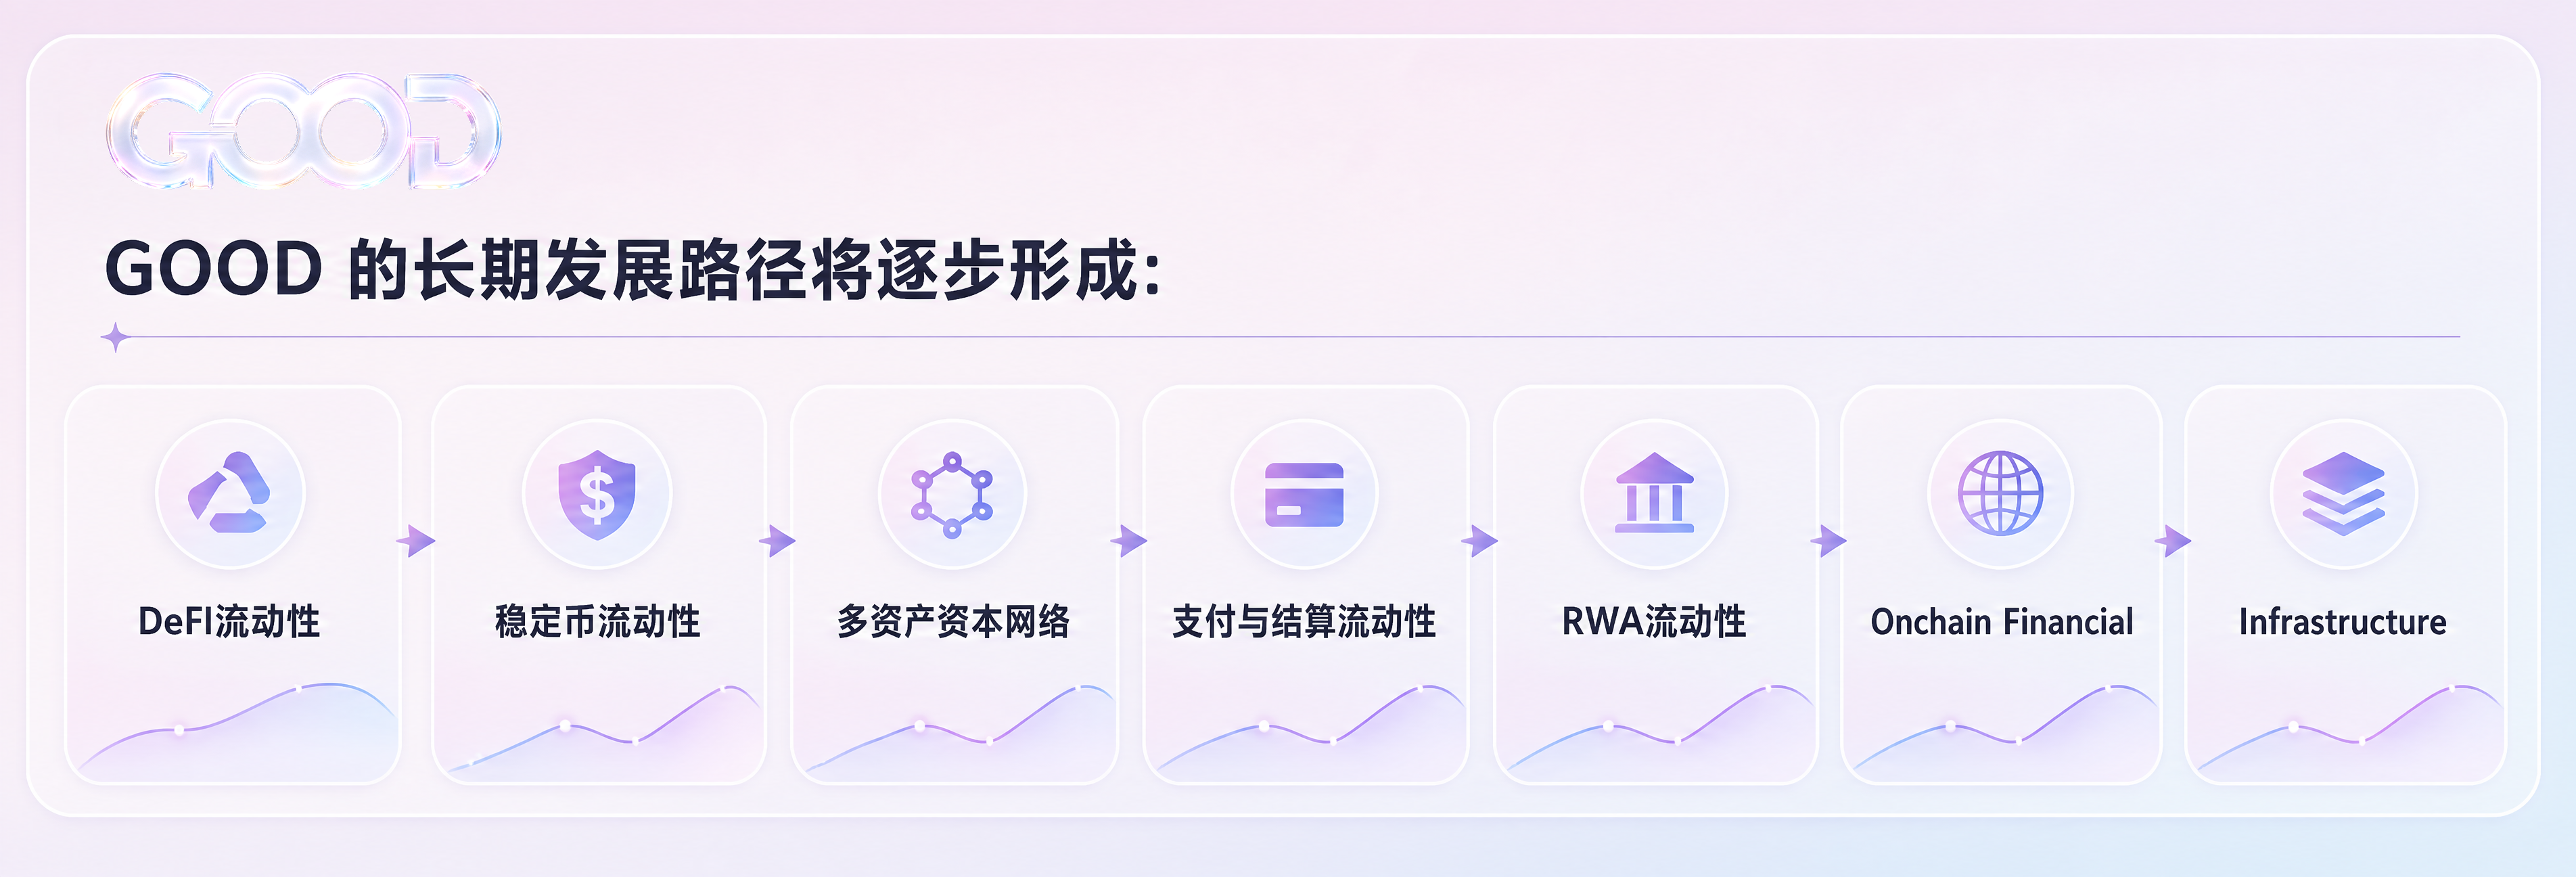 GOOD
GOOD 的长期发展路径将逐步形成:
DeFI流动性
稳定币流动性
多资产资本网络
支付与结算流动性
RWA流动性
Onchain Financial
Infrastructure